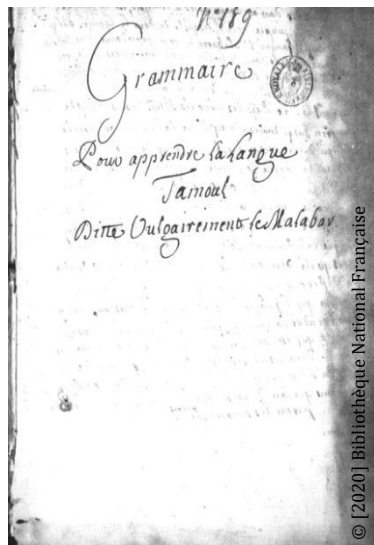 N° 189
Grammaire
Pour apprendre la Langue
Tamoul
Ditte Vulgairement le Malabar
© [2020] Bibliothèque National Française